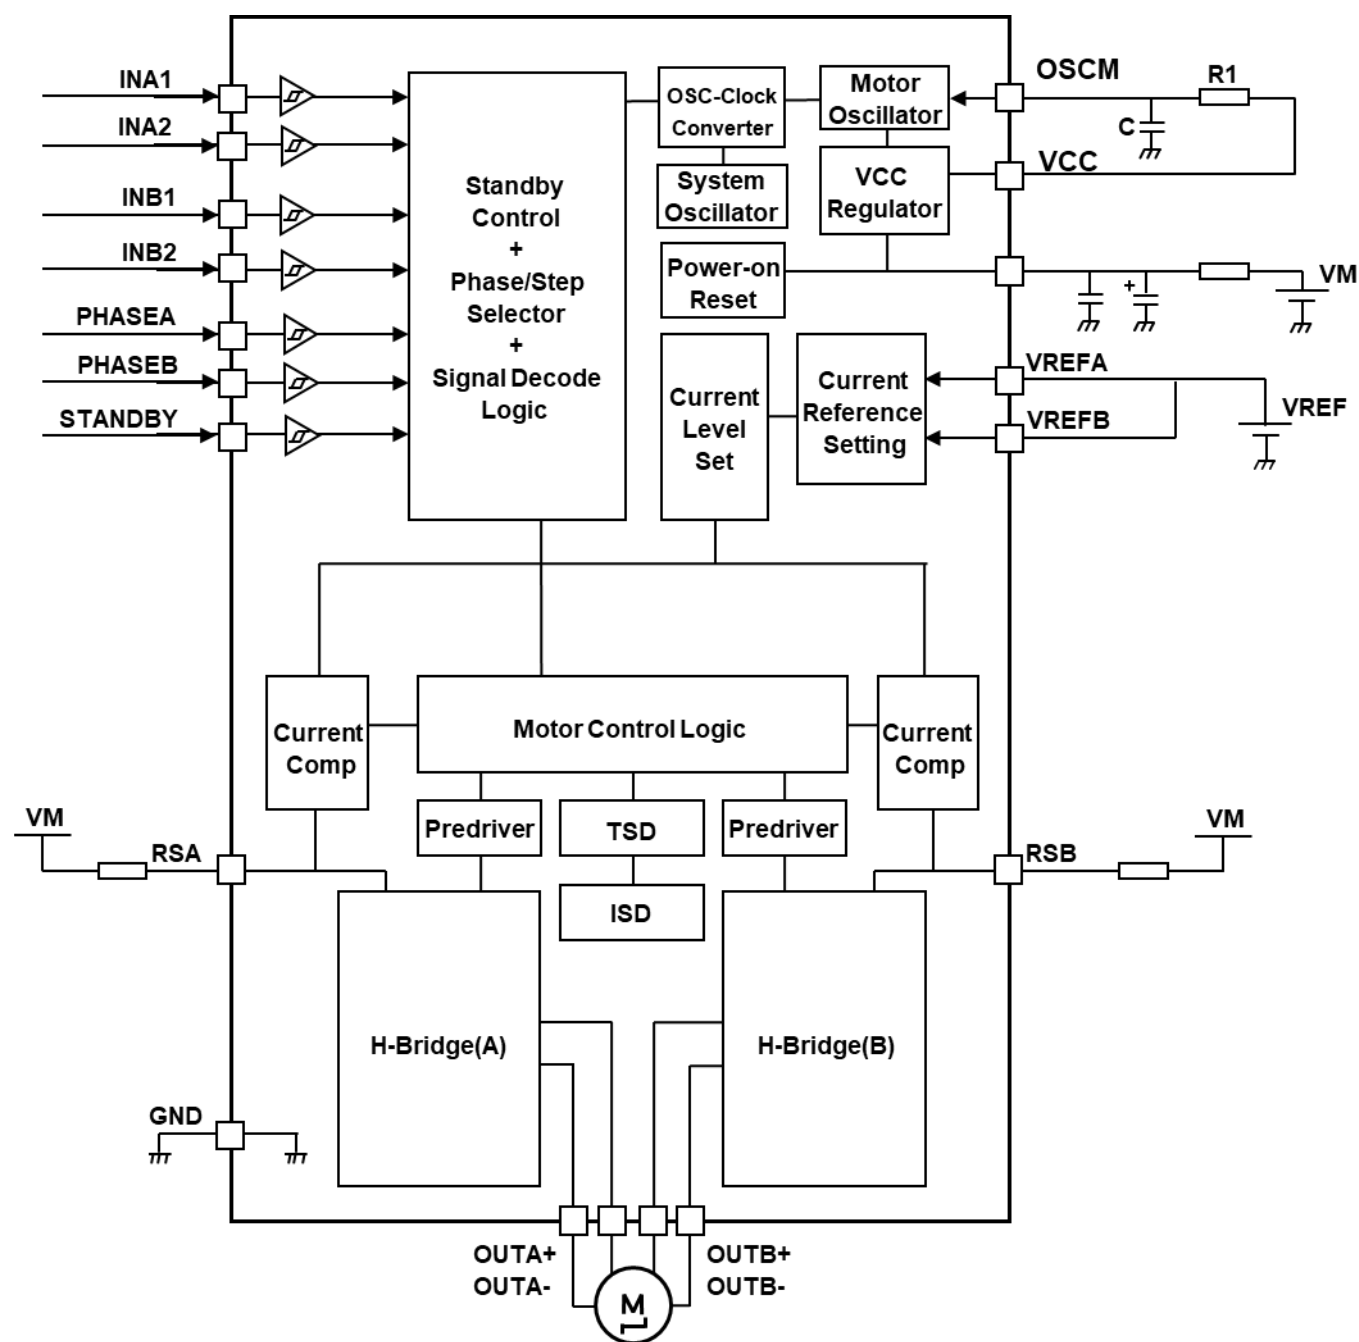 INA1
INA2
INB1
INB2
PHASEA
PHASEB
STANDBY
Standby
Control
+
Phase/Step
Selector
+
Signal Decode
Logic
OSC-Clock
Converter
System
Oscillator
Motor
Oscillator
VCC
Regulator
Power-on
Reset
Current
Level
Set
Current
Reference
Setting
OSCM
R1
C
VCC
+
VM
VREFA
VREFB
VREF
Current
Comp
Motor Control Logic
Current
Comp
Predriver
TSD
Predriver
ISD
VM
RSA
RSB
VM
H-Bridge(A)
H-Bridge(B)
GND
OUTA+
OUTA-
OUTB+
OUTB-
M